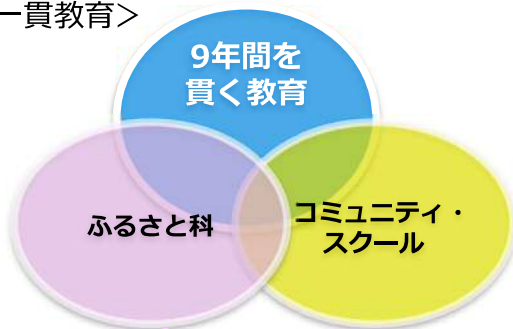 一貫教育＞
9年間を
貫く教育
ふるさと科
コミュニティ・
スクール